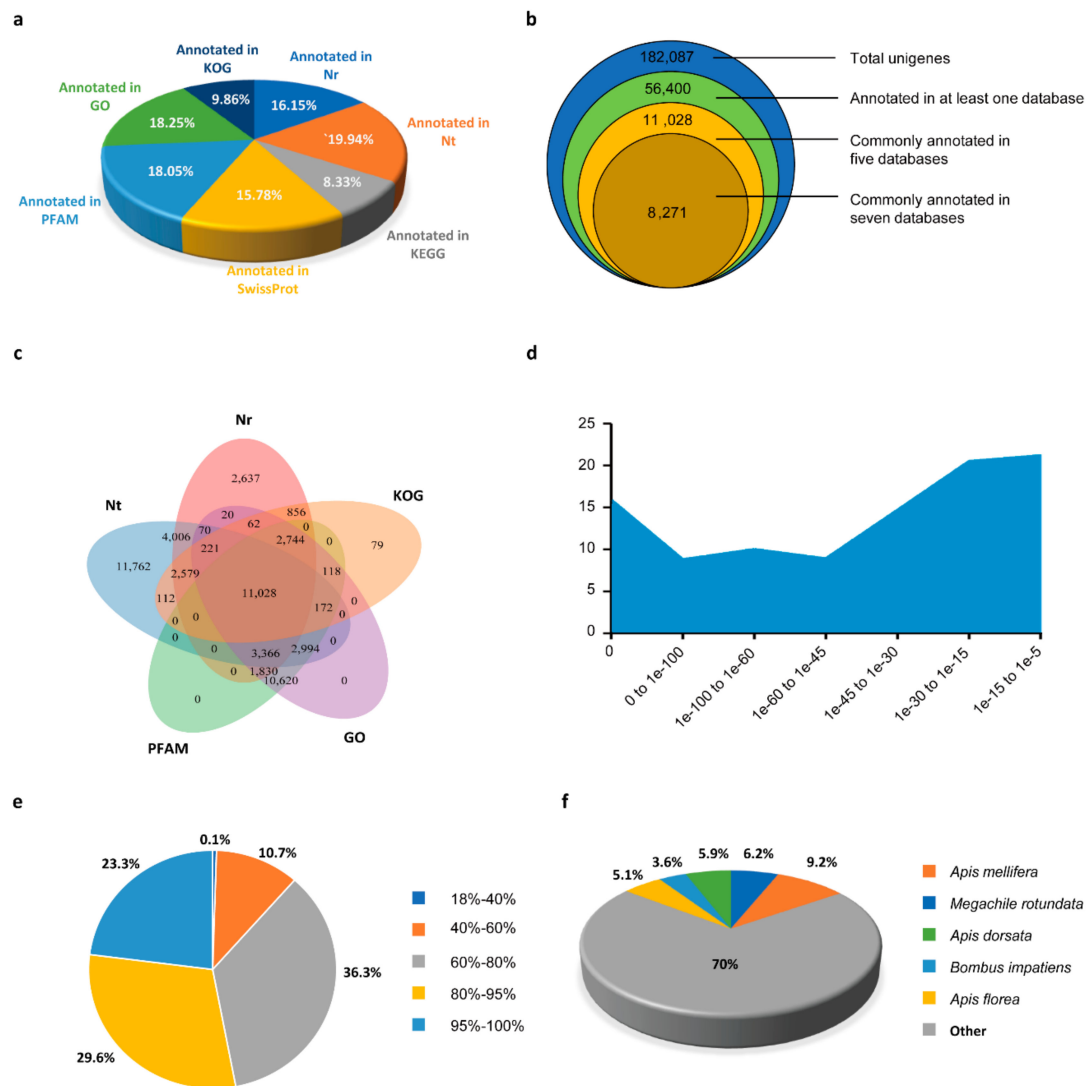 a
Annotated in
KOG
Annotated in
Nr
Annotated in
GO
9.86%
16.15%
18.25%
`19.94%
Annotated in
Nt
18.05%
15.78%
8.33%
Annotated in
PFAM
Annotated in
KEGG
Annotated in
SwissProt
b
182,087
Total unigenes
56,400
Annotated in at least one database
11 ,028
Commonly annotated in
five databases
8 ,271
Commonly annotated in
seven databases
c
Nr
KOG
Nt
PFAM
GO
2,637
20
856
62
0
4,006
70
221
2,744
0
79
11,762
2,579
118
112
11,028
172
0
0
0
0
0
0
3,366
2,994
0
0
1,830
10,620
0
0
d
25
20
15
10
5
0
0
0 to 1e-100
1e-100 to 1e-60
1e-60 to 1e-45
1e-45 to 1e-30
1e-30 to 1e-15
1e-15 to 1e-5
e
0.1%
10.7%
23.3%
36.3%
29.6%
18%-40%
40%-60%
60%-80%
80%-95%
95%-100%
f
5.1%
3.6%
5.9%
6.2%
9.2%
70%
Apis mellifera
Megachile rotundata
Apis dorsata
Bombus impatiens
Apis florea
Other